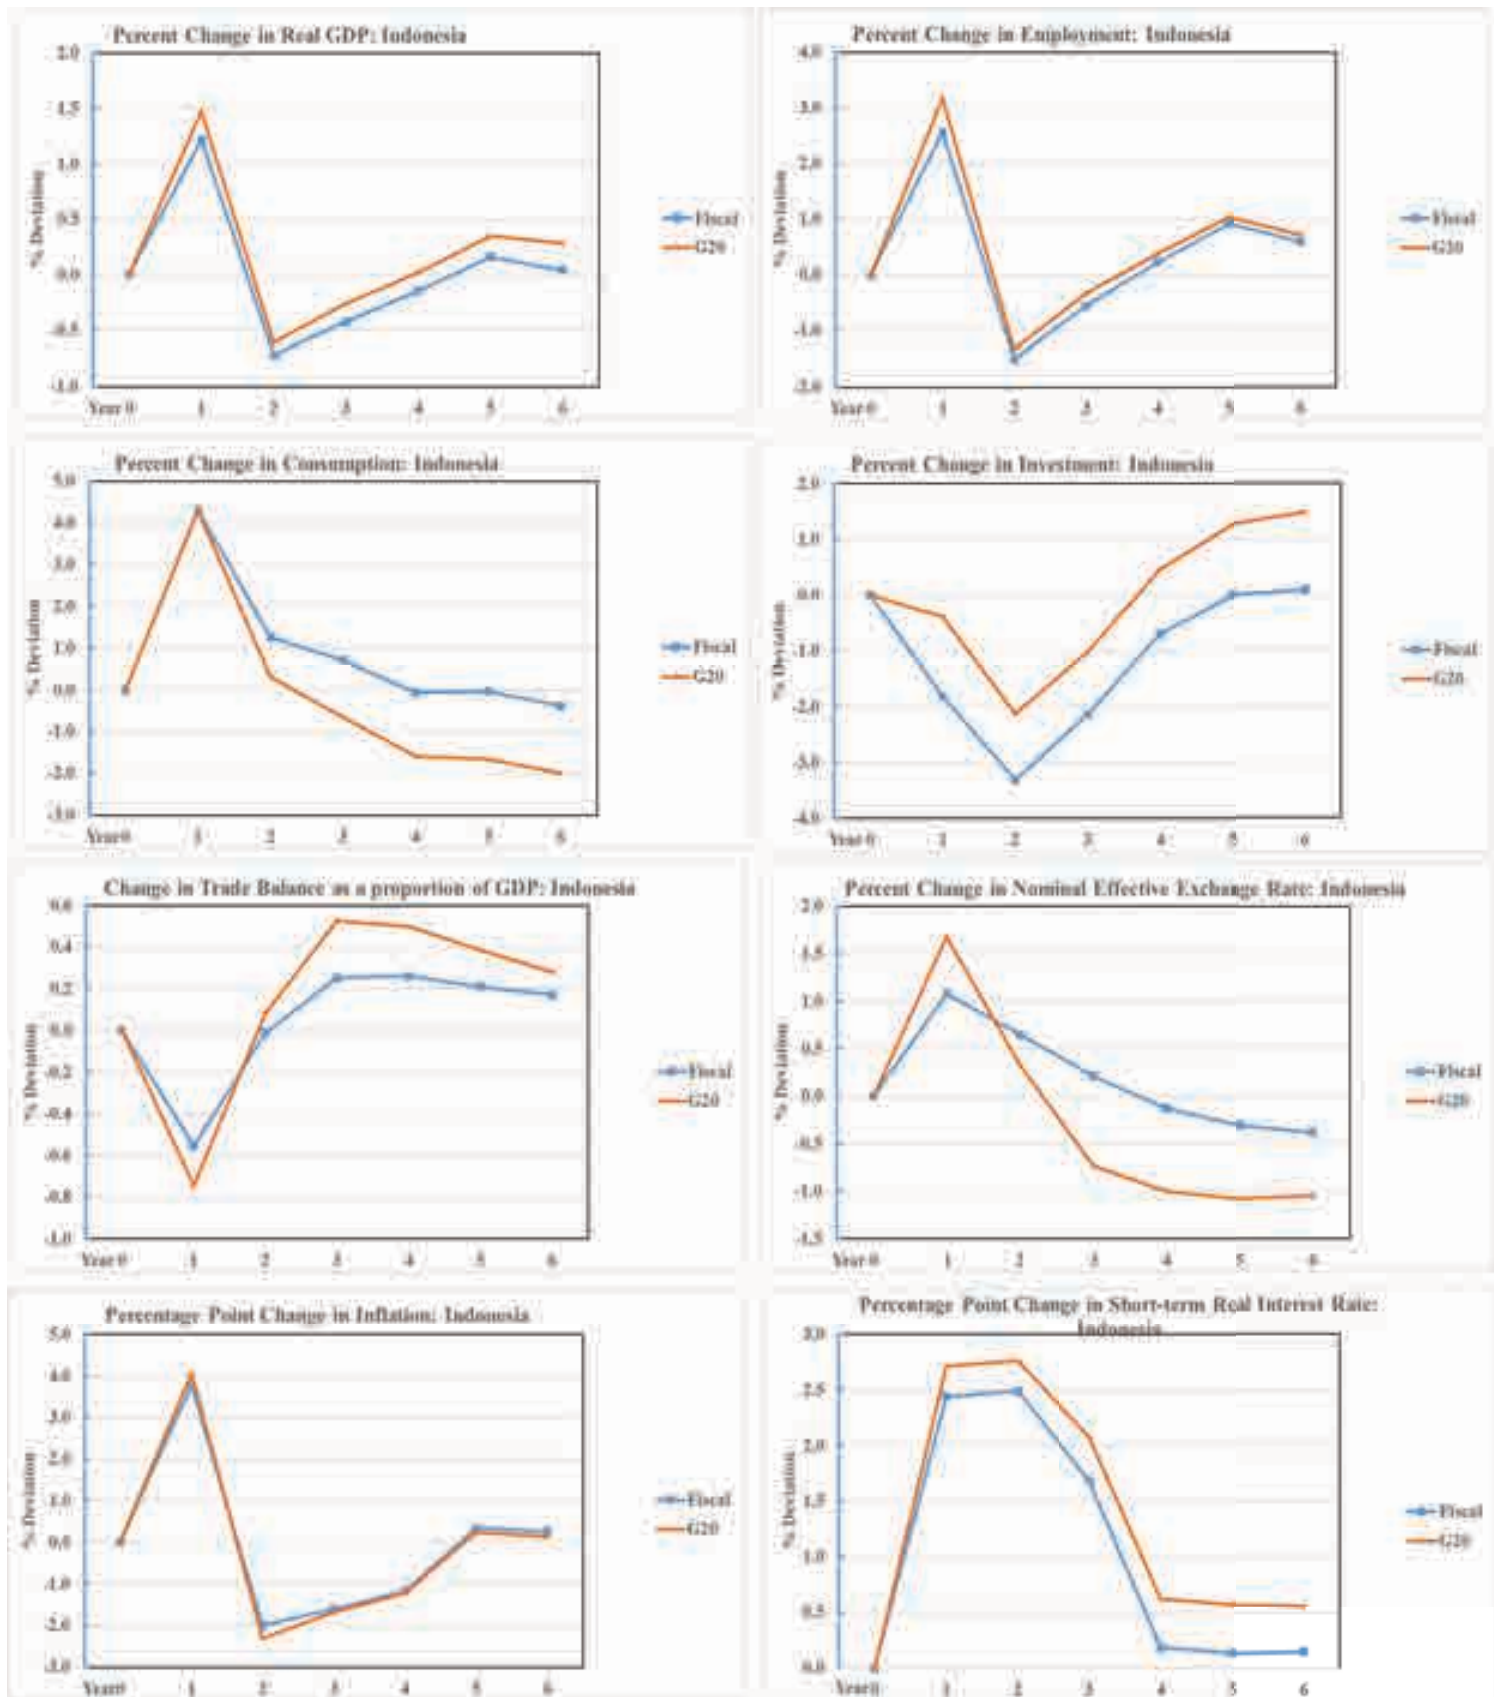 Percent Change in Real GDP: Indonesia
2.0
1.5
1.0
0.5
0.0
-0.5
-1.0
% Deviation
Year 0 1 2 3 4 5 6
Fiscal
G20
Percent Change in Employment: Indonesia
4.0
3.0
2.0
1.0
0.0
-1.0
-2.0
% Deviation
Year 0 1 2 3 4 5 6
Fiscal
G20
Percent Change in Consumption: Indonesia
5.0
4.0
3.0
2.0
1.0
0.0
-1.0
-2.0
-3.0
% Deviation
Year 0 1 2 3 4 5 6
Fiscal
G20
Percent Change in Investment: Indonesia
2.0
1.0
0.0
-1.0
-2.0
-3.0
-4.0
% Deviation
Year 0 1 2 3 4 5 6
Fiscal
G20
Change in Trade Balance as a proportion of GDP: Indonesia
0.6
0.4
0.2
0.0
-0.2
-0.4
-0.6
-0.8
-1.0
% Deviation
Year 0 1 2 3 4 5 6
Fiscal
G20
Percent Change in Nominal Effective Exchange Rate: Indonesia
2.0
1.5
1.0
0.5
0.0
-0.5
-1.0
-1.5
% Deviation
Year 0 1 2 3 4 5 6
Fiscal
G20
Percentage Point Change in Inflation: Indonesia
5.0
4.0
3.0
2.0
1.0
0.0
-1.0
-2.0
-3.0
% Deviation
Year 0 1 2 3 4 5 6
Fiscal
G20
Percentage Point Change in Short-term Real Interest Rate:
Indonesia
3.0
2.5
2.0
1.5
1.0
0.5
0.0
% Deviation
Year 0 1 2 3 4 5 6
Fiscal
G20